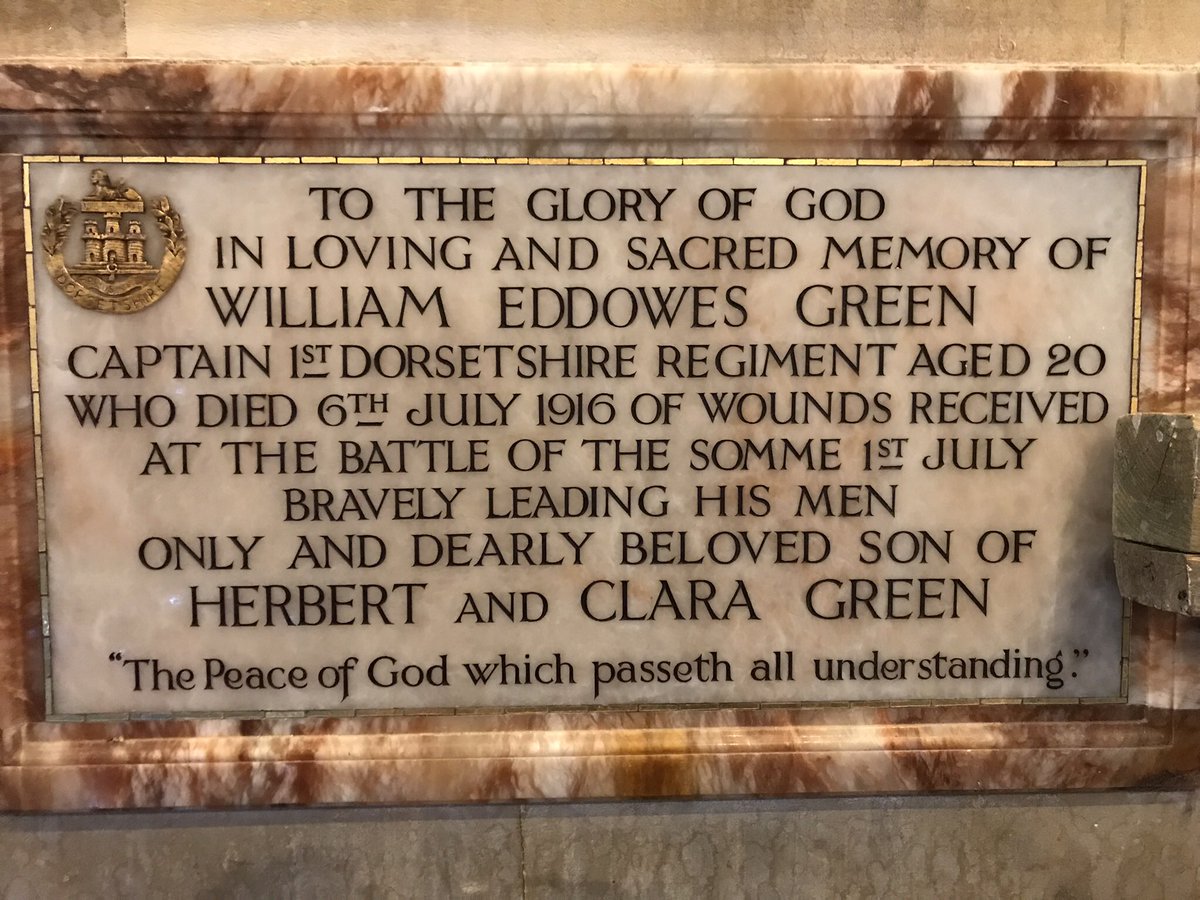 TO THE GLORY OF GOD
IN LOVING AND SACRED MEMORY OF
WILLIAM EDDOWES GREEN
CAPTAIN 1ST DORSETSHIRE REGIMENT AGED 20
WHO DIED 6TH JULY 1916 OF WOUNDS RECEIVED
AT THE BATTLE OF THE SOMME 1ST JULY
BRAVELY LEADING HIS MEN
ONLY AND DEARLY BELOVED SON OF
HERBERT AND CLARA GREEN
"The Peace of God which passeth all understanding."
DORSETSHIRE